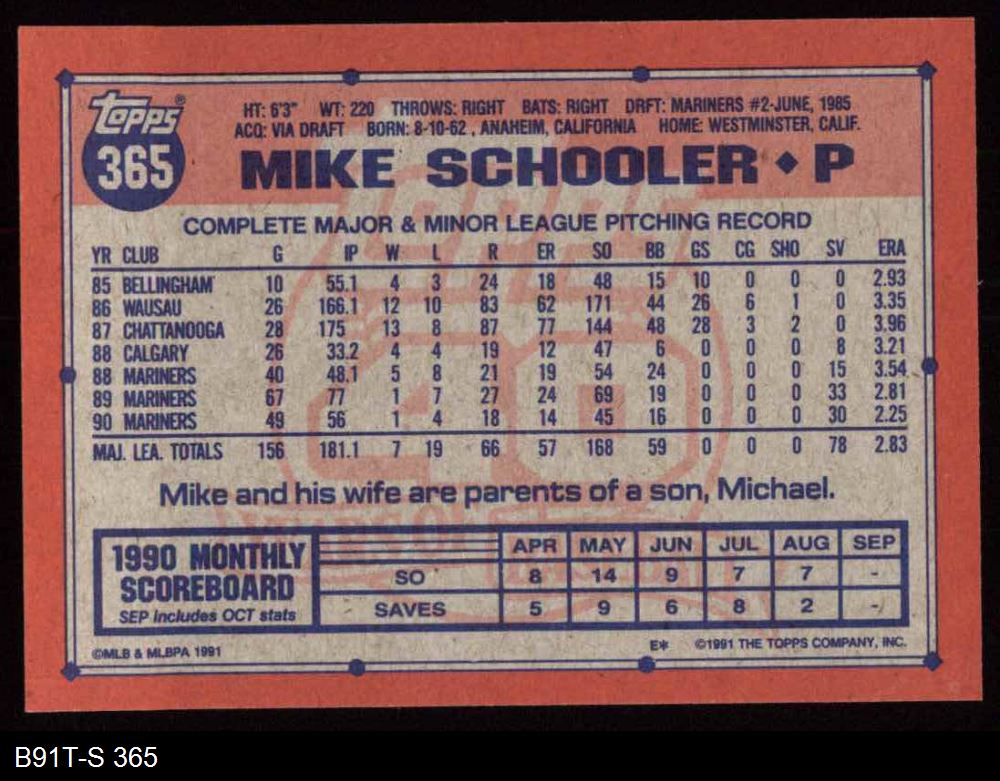 topps®
365
HT: 6'3" WT: 220 THROWS: RIGHT BATS: RIGHT DRFT: MARINERS #2-JUNE, 1985
ACQ: VIA DRAFT BORN: 8-10-62, ANAHEIM, CALIFORNIA HOME: WESTMINSTER, CALIF.
MIKE SCHOOLER ♦ P
COMPLETE MAJOR & MINOR LEAGUE PITCHING RECORD
YR CLUB G IP W L R ER SO BB GS CG SHO SV ERA
85 BELLINGHAM 10 55.1 4 3 24 18 48 15 10 0 0 0 2.93
86 WAUSAU 26 166.1 12 10 83 62 171 44 26 6 1 0 3.35
87 CHATTANOOGA 28 175 13 8 87 77 144 48 28 3 2 0 3.96
88 CALGARY 26 33.2 4 4 19 12 47 6 0 0 0 8 3.21
88 MARINERS 40 48.1 5 8 21 19 54 24 0 0 0 15 3.54
89 MARINERS 67 77 1 7 27 24 69 19 0 0 0 33 2.81
90 MARINERS 49 56 1 4 18 14 45 16 0 0 0 30 2.25
MAJ. LEA. TOTALS 156 181.1 7 19 66 57 168 59 0 0 0 78 2.83
Mike and his wife are parents of a son, Michael.
1990 MONTHLY SCOREBOARD
SEP includes OCT stats
APR MAY JUN JUL AUG SEP
SO 8 14 9 7 7 -
SAVES 5 9 6 8 2 -
©MLB & MLBPA 1991 E* ©1991 THE TOPPS COMPANY, INC.
B91T-S 365